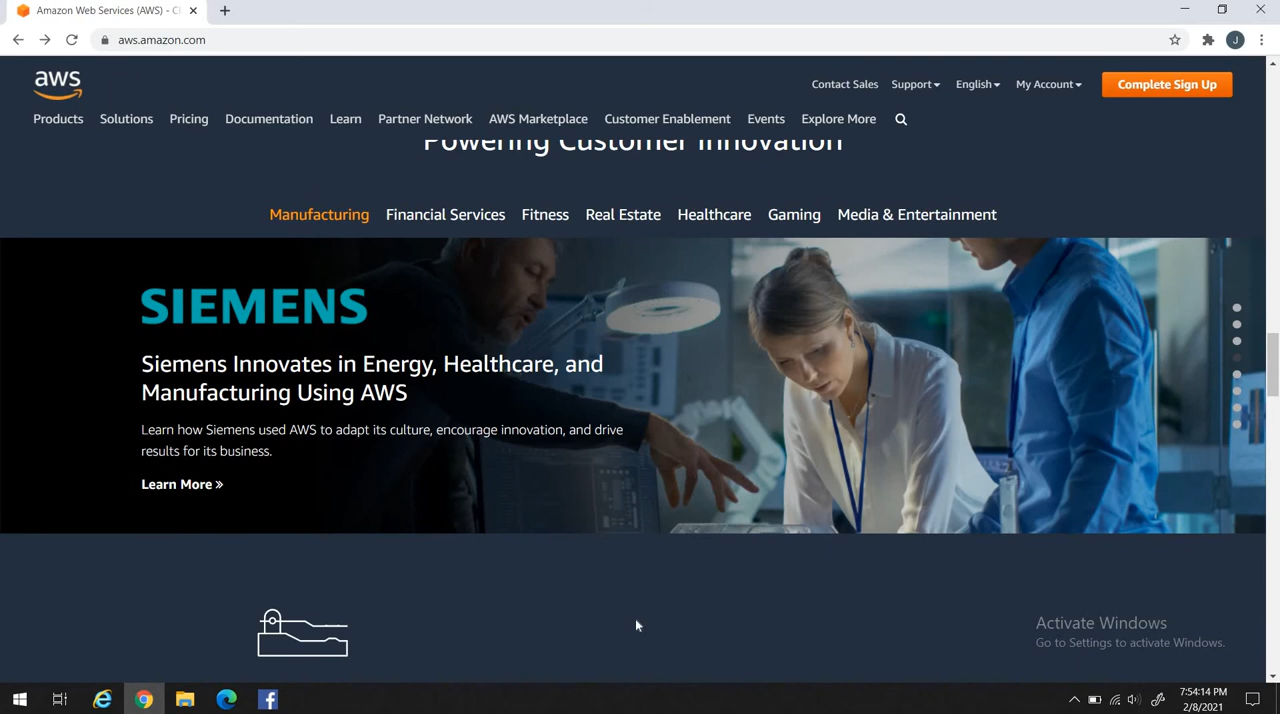 Amazon Web Services (AWS) - Cl
aws.amazon.com
J
aws
Contact Sales Support English My Account Complete Sign Up
Products Solutions Pricing Documentation Learn Partner Network AWS Marketplace Customer Enablement Events Explore More
Powering Customer Innovation
Manufacturing Financial Services Fitness Real Estate Healthcare Gaming Media & Entertainment
SIEMENS
Siemens Innovates in Energy, Healthcare, and
Manufacturing Using AWS
Learn how Siemens used AWS to adapt its culture, encourage innovation, and drive
results for its business.
Learn More »
Activate Windows
Go to Settings to activate Windows.
7:54:14 PM
2/8/2021